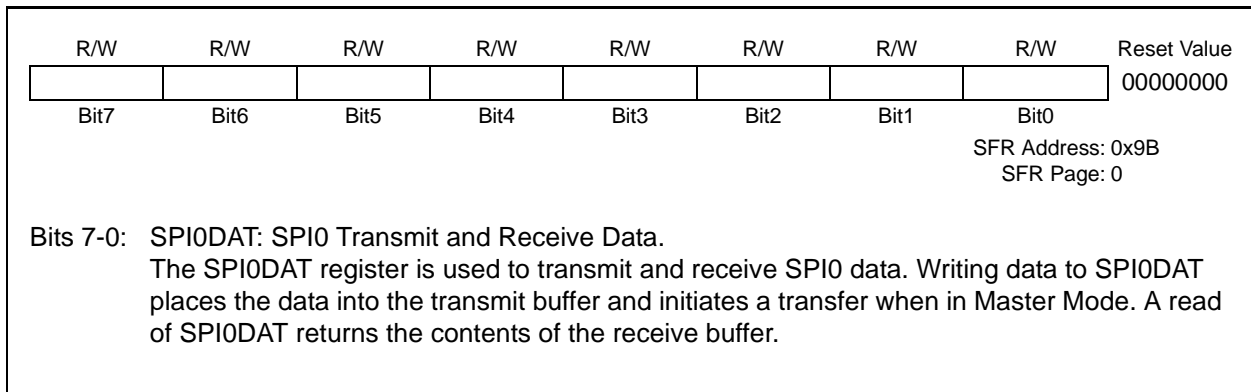 R/W R/W R/W R/W R/W R/W R/W R/W Reset Value
00000000
Bit7 Bit6 Bit5 Bit4 Bit3 Bit2 Bit1 Bit0
SFR Address: 0x9B
SFR Page: 0
Bits 7-0: SPI0DAT: SPI0 Transmit and Receive Data.
The SPI0DAT register is used to transmit and receive SPI0 data. Writing data to SPI0DAT
places the data into the transmit buffer and initiates a transfer when in Master Mode. A read
of SPI0DAT returns the contents of the receive buffer.